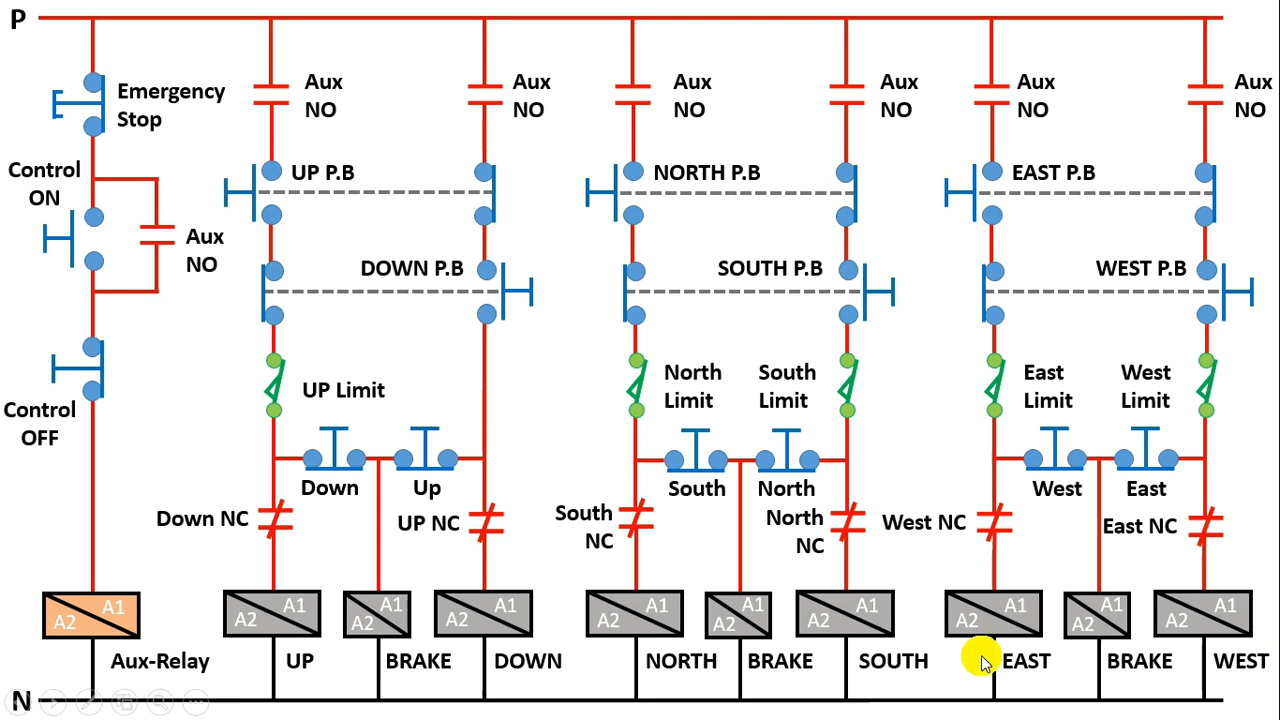 P
Emergency
Stop
Aux
NO
Aux
NO
Aux
NO
Aux
NO
Aux
NO
Aux
NO
Control
ON
UP P.B
NORTH P.B
EAST P.B
Aux
NO
DOWN P.B
SOUTH P.B
WEST P.B
Control
OFF
UP Limit
North
Limit
South
Limit
East
Limit
West
Limit
Down
Up
South
North
West
East
Down NC
UP NC
South
NC
North
NC
West NC
East NC
A1
A2
A1
A2
A1
A2
A1
A2
A1
A2
A1
A2
A1
A2
A1
A2
A1
A2
A1
A2
Aux-Relay
UP
BRAKE
DOWN
NORTH
BRAKE
SOUTH
EAST
BRAKE
WEST
N